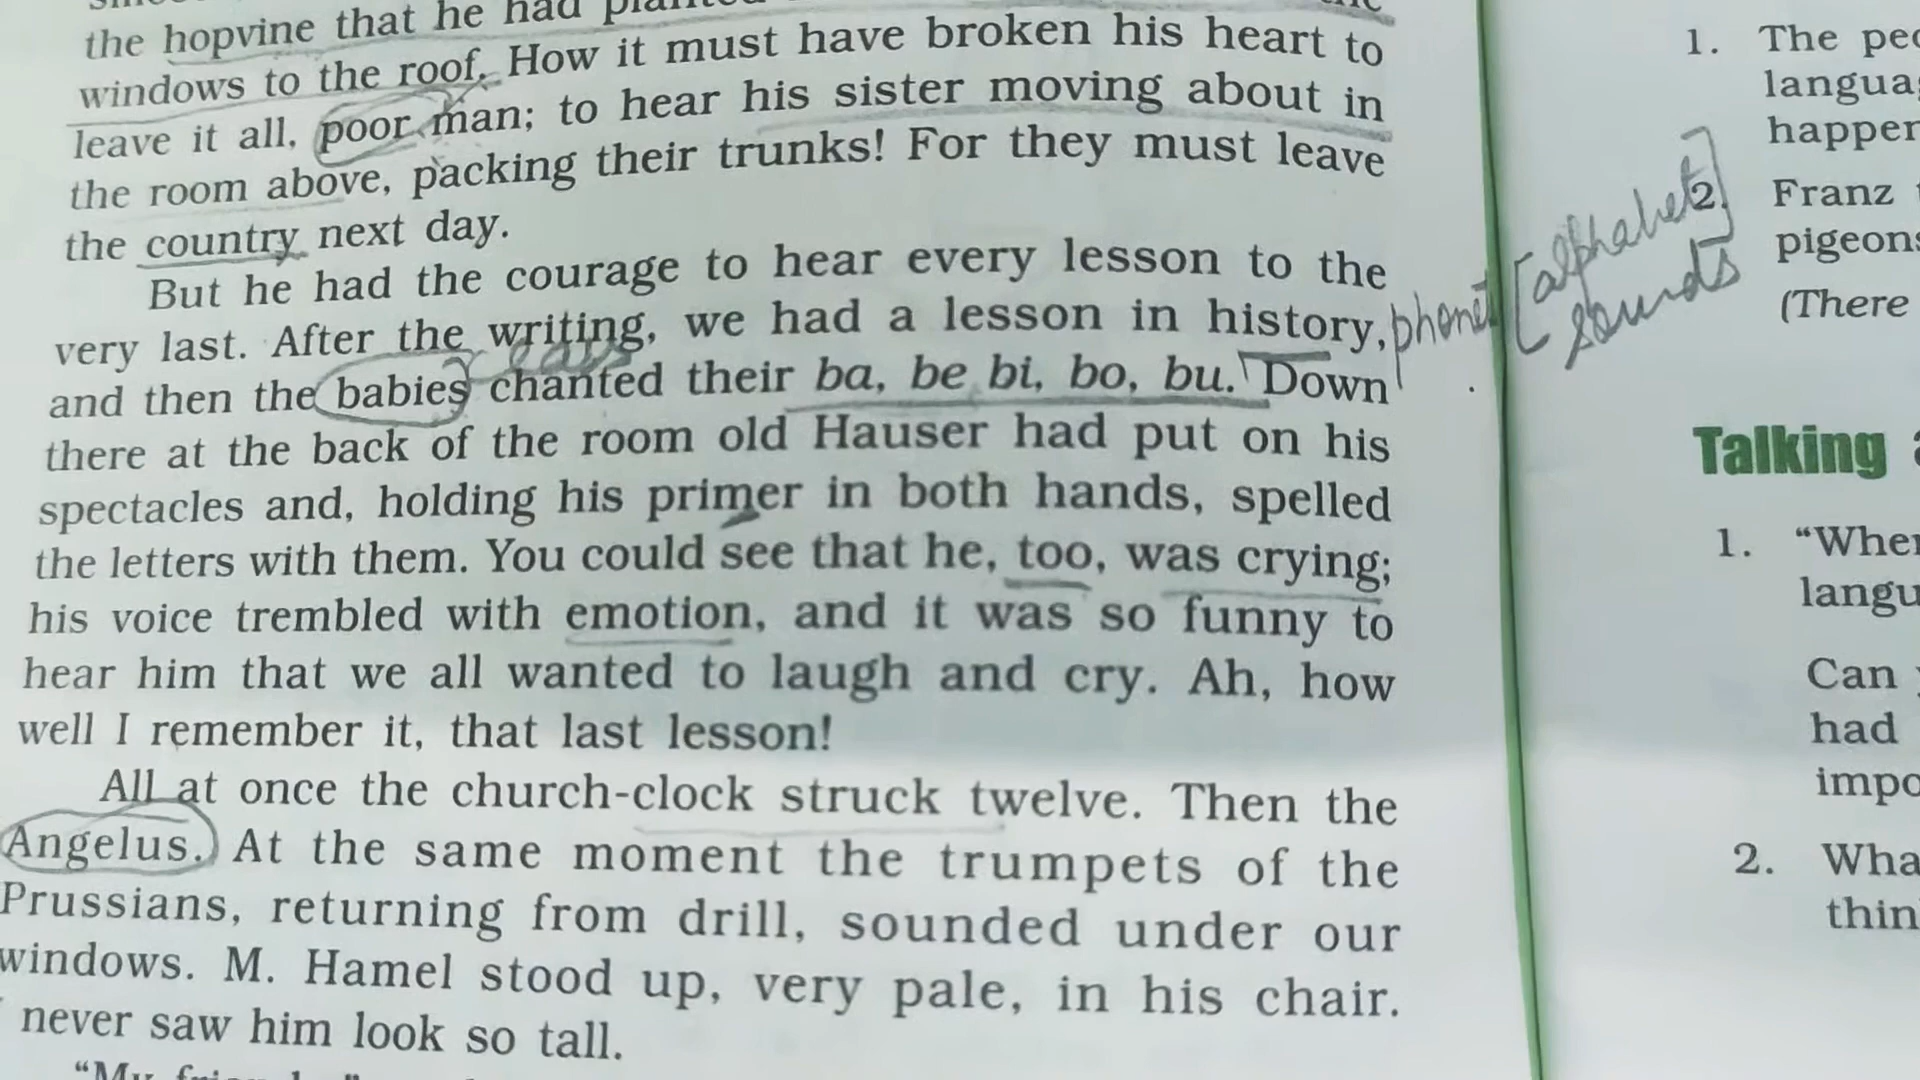 the hopvine that he had
windows to the roof. How it must have broken his heart to
leave it all, poor man; to hear his sister moving about in
the room above, packing their trunks! For they must leave
the country next day.
But he had the courage to hear every lesson to the
very last. After the writing, we had a lesson in history,
and then the babies chanted their ba, be bi, bo, bu. Down
there at the back of the room old Hauser had put on his
spectacles and, holding his primer in both hands, spelled
the letters with them. You could see that he, too, was crying;
his voice trembled with emotion, and it was so funny to
hear him that we all wanted to laugh and cry. Ah, how
well I remember it, that last lesson!
All at once the church-clock struck twelve. Then the
Angelus. At the same moment the trumpets of the
Prussians, returning from drill, sounded under our
windows. M. Hamel stood up, very pale, in his chair.
never saw him look so tall.
"My
[alphabet]
sounds
1. The
happen
2. Franz
pigeons
(There
Talking
1. "When
Can
had
2.